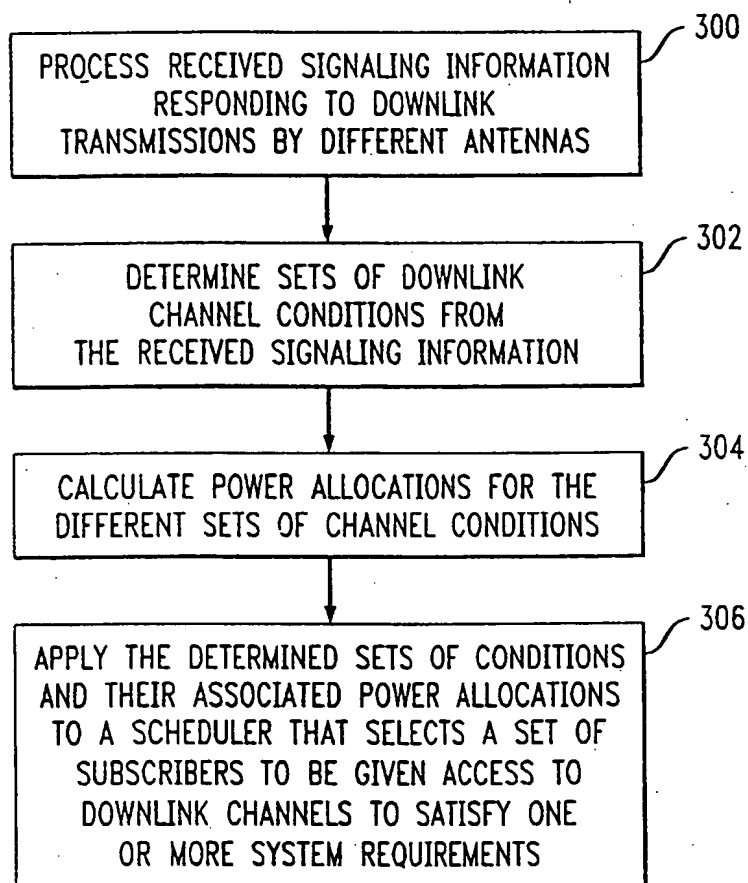 300
PROCESS RECEIVED SIGNALING INFORMATION
RESPONDING TO DOWNLINK
TRANSMISSIONS BY DIFFERENT ANTENNAS
302
DETERMINE SETS OF DOWNLINK
CHANNEL CONDITIONS FROM
THE RECEIVED SIGNALING INFORMATION
304
CALCULATE POWER ALLOCATIONS FOR THE
DIFFERENT SETS OF CHANNEL CONDITIONS
306
APPLY THE DETERMINED SETS OF CONDITIONS
AND THEIR ASSOCIATED POWER ALLOCATIONS
TO A SCHEDULER THAT SELECTS A SET OF
SUBSCRIBERS TO BE GIVEN ACCESS TO
DOWNLINK CHANNELS TO SATISFY ONE
OR MORE SYSTEM REQUIREMENTS